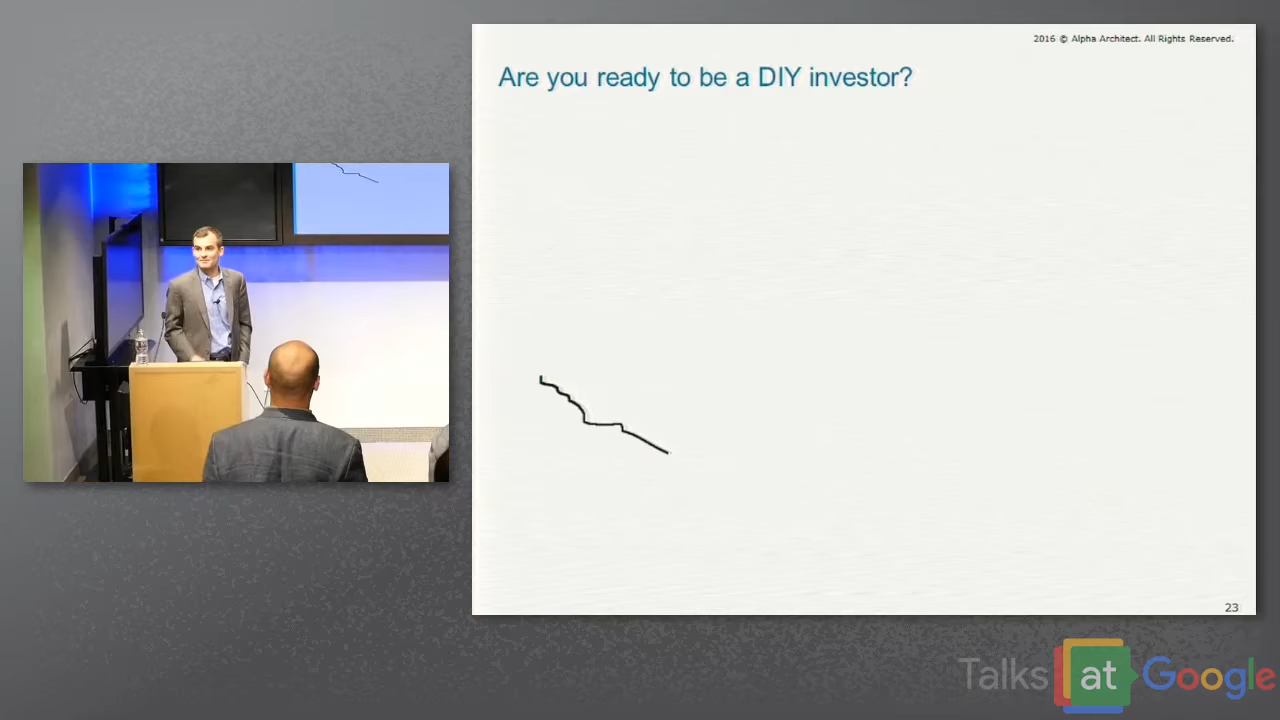 2016 © Alpha Architect. All Rights Reserved.
Are you ready to be a DIY investor?
23
Talks at Google